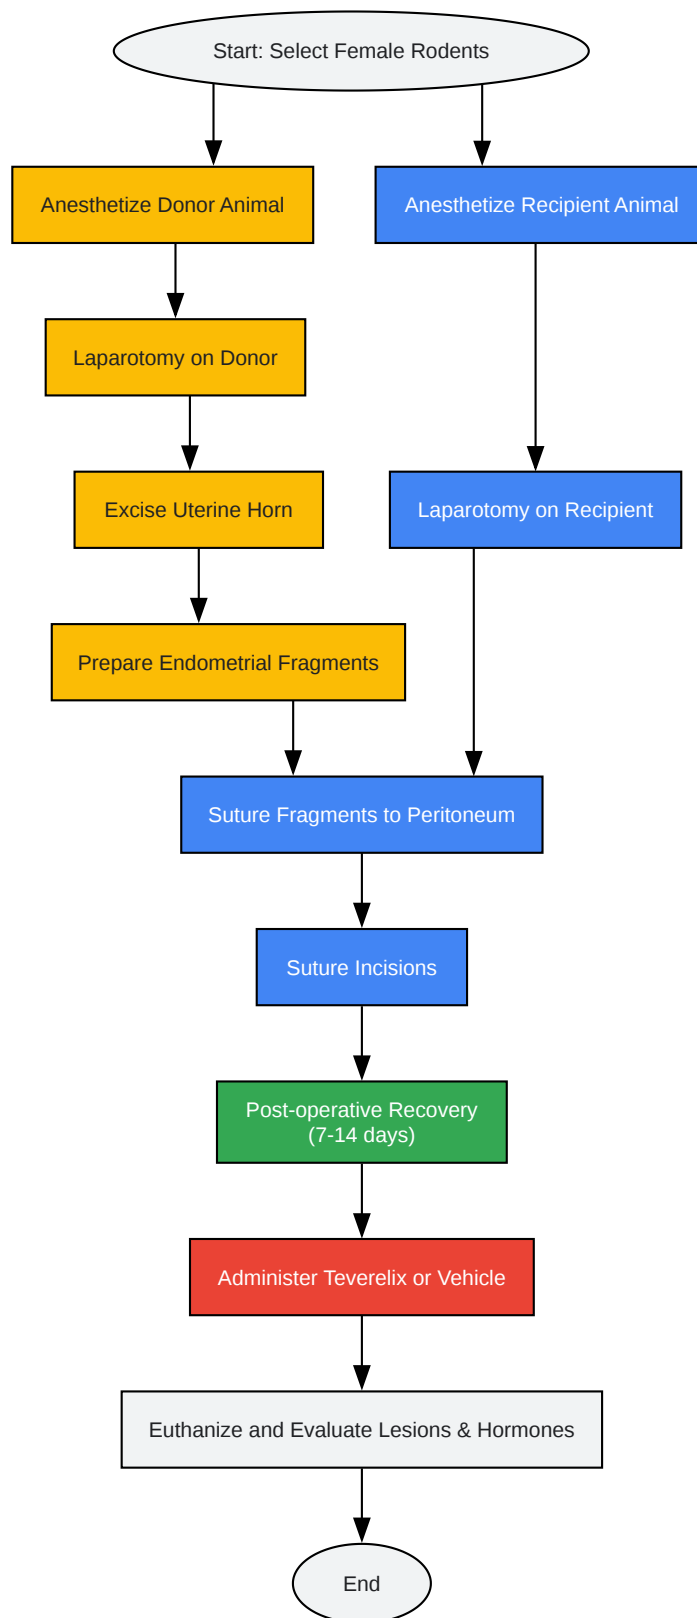 Start: Select Female Rodents
Anesthetize Donor Animal
Anesthetize Recipient Animal
Laparotomy on Donor
Excise Uterine Horn
Laparotomy on Recipient
Prepare Endometrial Fragments
Suture Fragments to Peritoneum
Suture Incisions
Post-operative Recovery
(7-14 days)
Administer Teverelix or Vehicle
Euthanize and Evaluate Lesions & Hormones
End